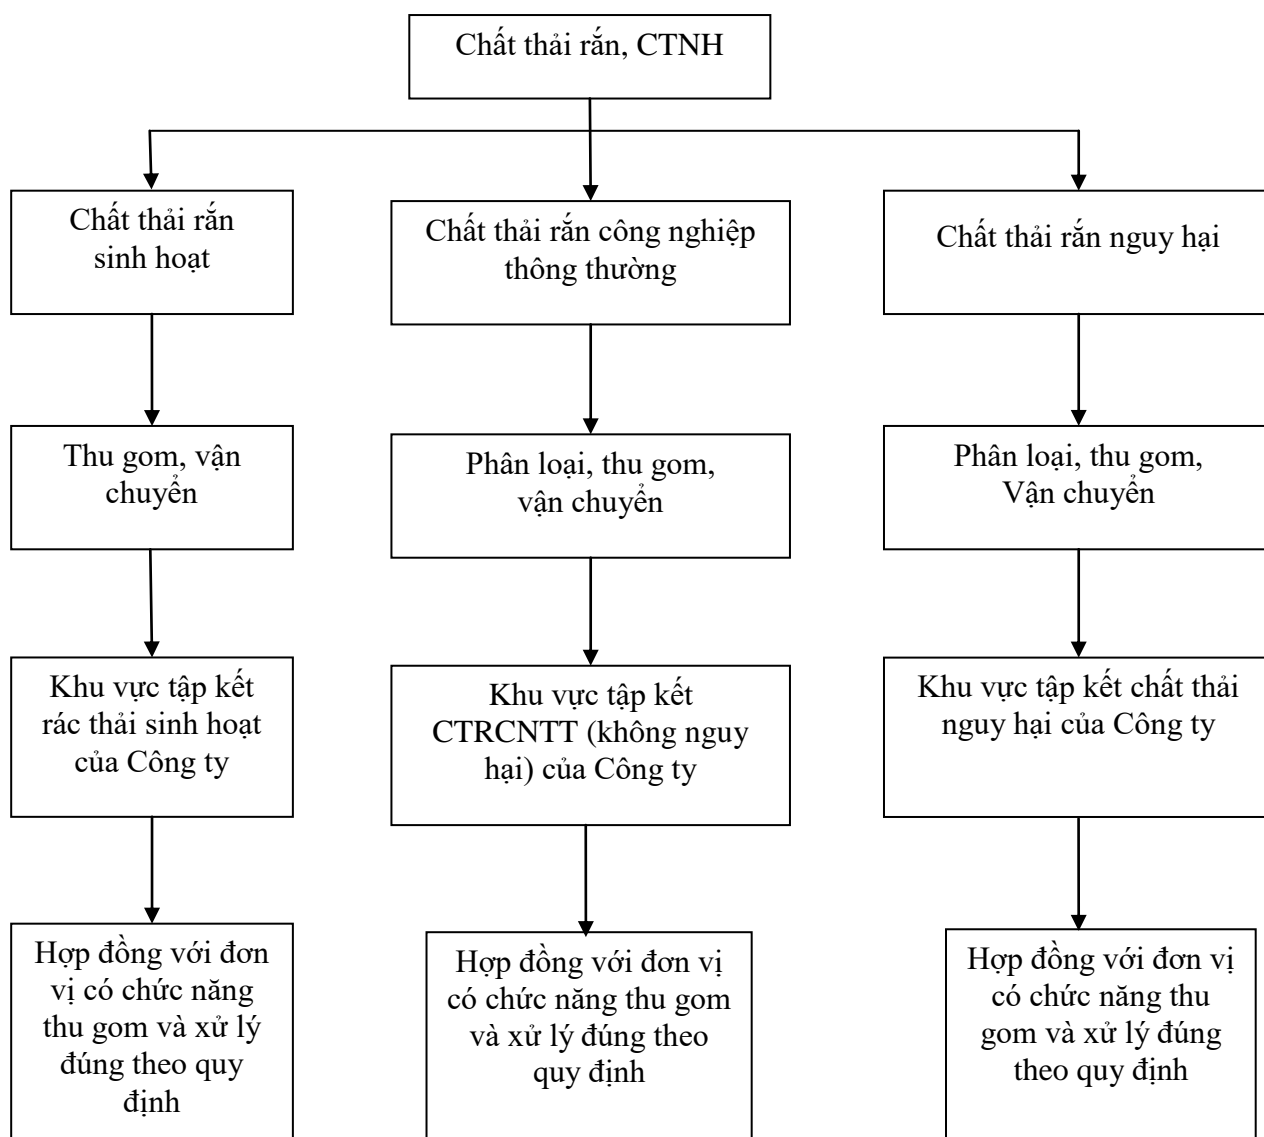 Chất thải rắn, CTNH
Chất thải rắn
sinh hoạt
Chất thải rắn công nghiệp
thông thường
Chất thải rắn nguy hại
Thu gom, vận
chuyển
Phân loại, thu gom,
vận chuyển
Phân loại, thu gom,
Vận chuyển
Khu vực tập kết
rác thải sinh hoạt
của Công ty
Khu vực tập kết
CTRCNTT (không nguy
hại) của Công ty
Khu vực tập kết chất thải
nguy hại của Công ty
Hợp đồng với đơn
vị có chức năng
thu gom và xử lý
đúng theo quy
định
Hợp đồng với đơn vị
có chức năng thu gom
và xử lý đúng theo
quy định
Hợp đồng với đơn vị
có chức năng thu
gom và xử lý đúng
theo quy định